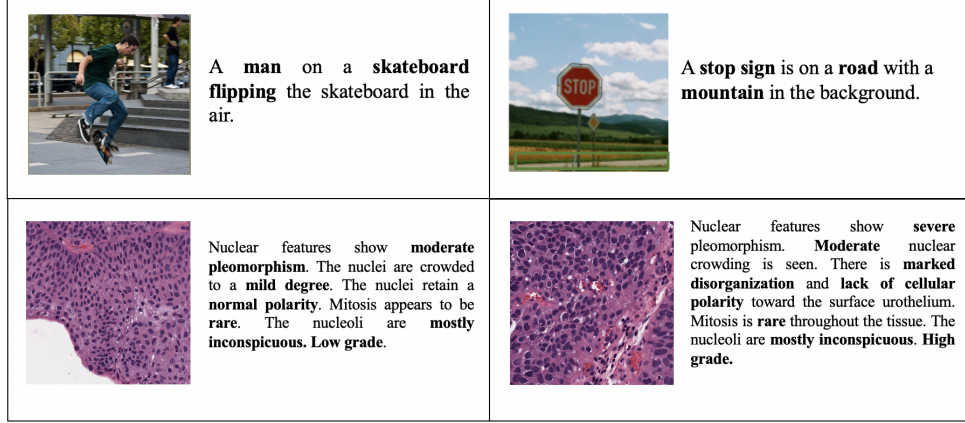 A man on a skateboard
flipping the skateboard in the
air.
STOP
A stop sign is on a road with a
mountain in the background.
Nuclear features show moderate
pleomorphism. The nuclei are crowded
to a mild degree. The nuclei retain a
normal polarity. Mitosis appears to be
rare. The nucleoli are mostly
inconspicuous. Low grade.
Nuclear features show severe
pleomorphism. Moderate nuclear
crowding is seen. There is marked
disorganization and lack of cellular
polarity toward the surface urothelium.
Mitosis is rare throughout the tissue. The
nucleoli are mostly inconspicuous. High
grade.